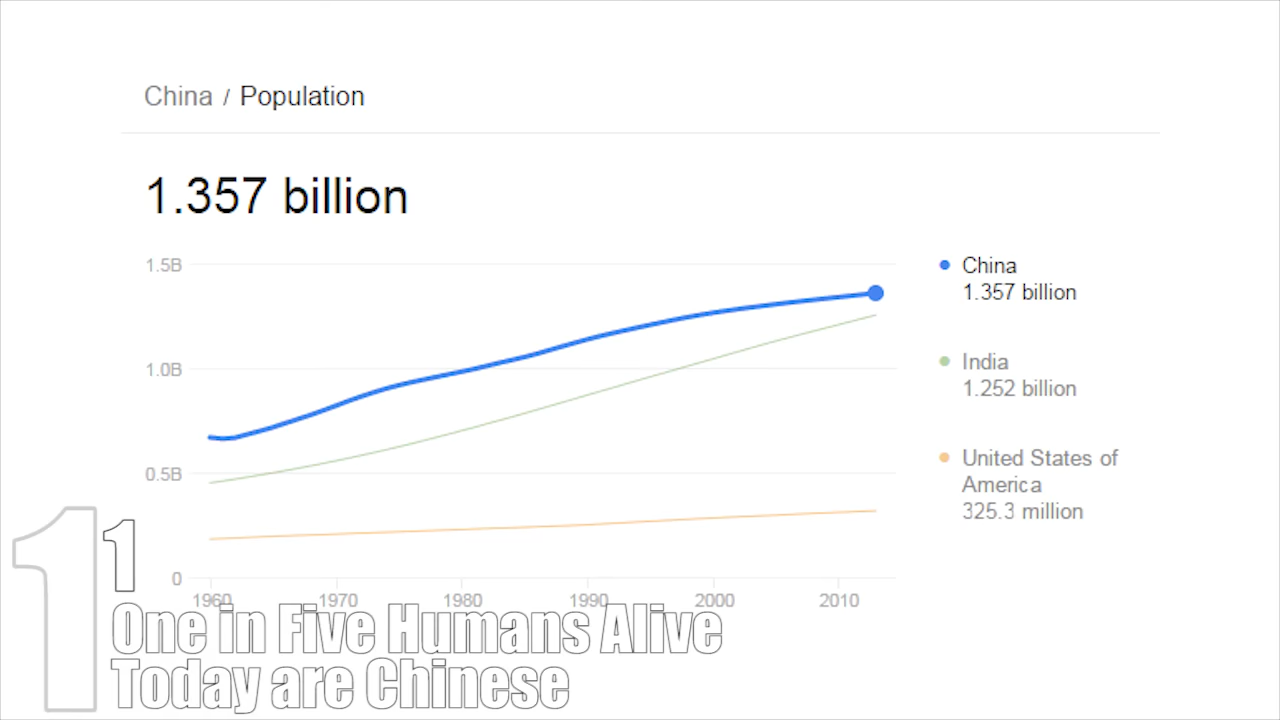 China / Population
1.357 billion
1.5B
1.0B
0.5B
0
1960 1970 1980 1990 2000 2010
China
1.357 billion
India
1.252 billion
United States of
America
325.3 million
1
1
One in Five Humans Alive
Today are Chinese